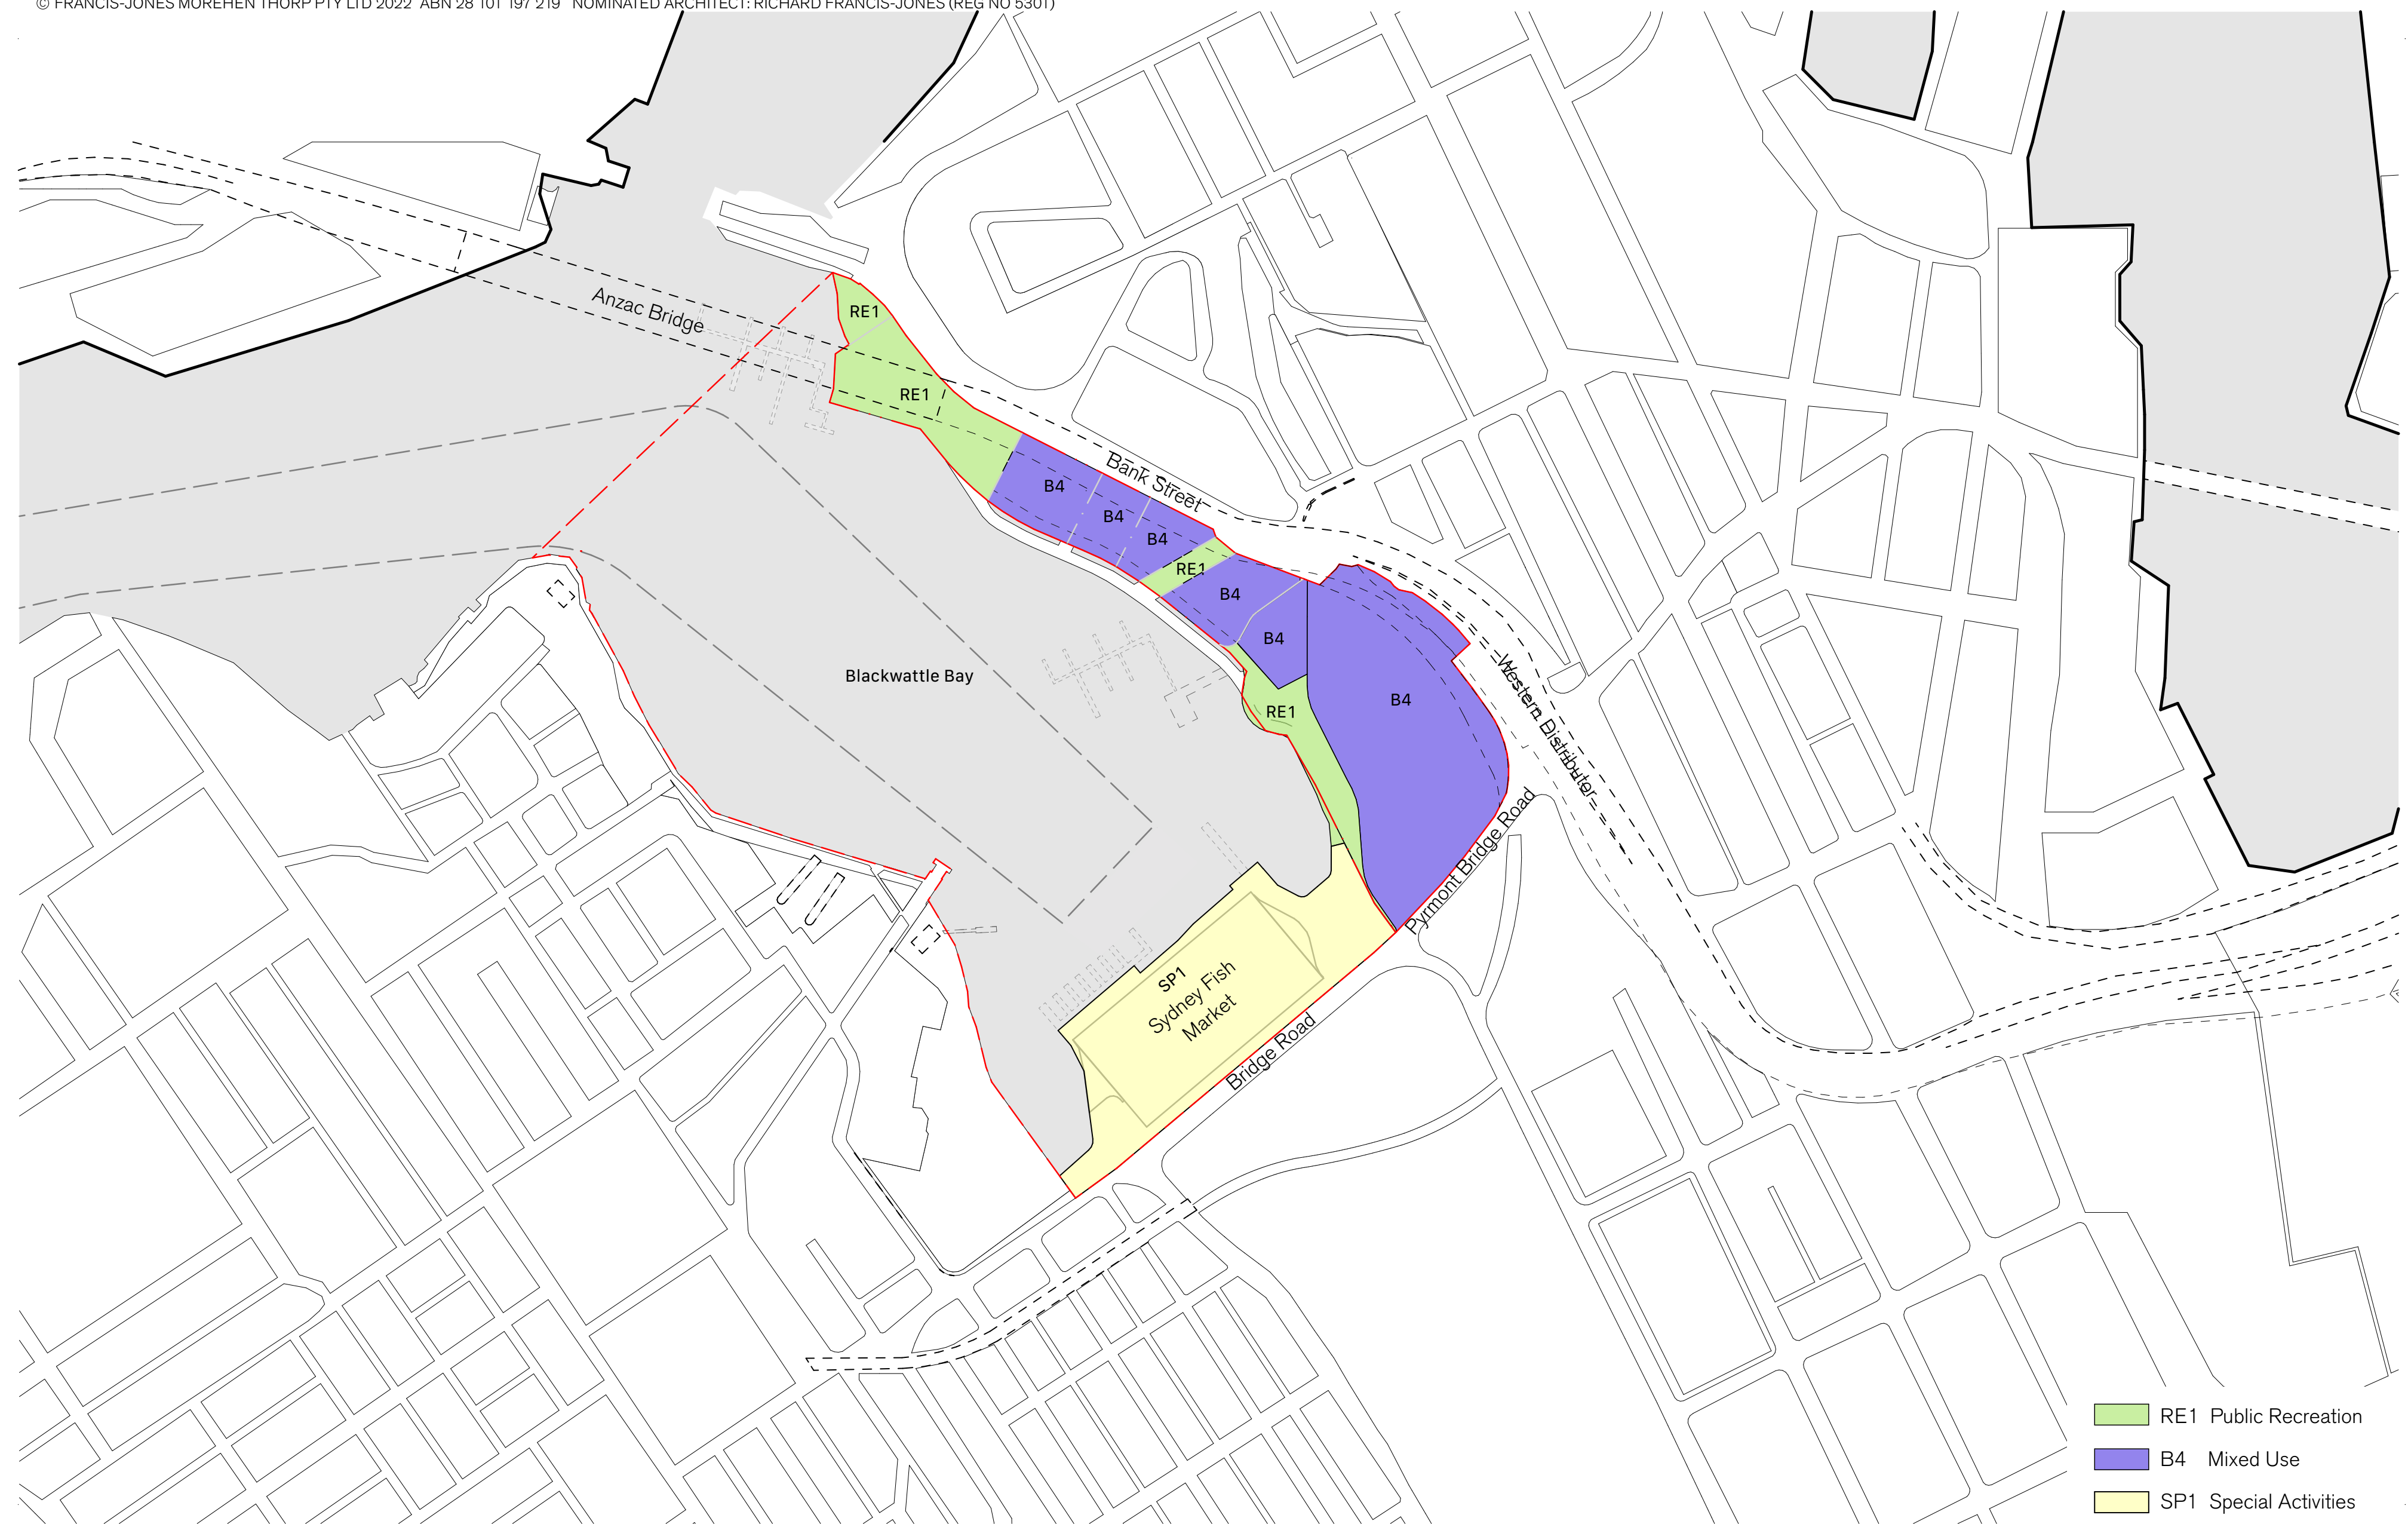 © FRANCIS-JONES MOREHEN THORP PTY LTD 2022 ABN 28 101 197 219 NOMINATED ARCHITECT: RICHARD FRANCIS-JONES (REG NO 5301)
RE1
Anzac Bridge
RE1
Bank Street
B4
B4
B4
RE1
B4
B4
Blackwattle Bay
B4
RE1
Western Distributor
Pyrmont Bridge Road
SP1
Sydney Fish
Market
Bridge Road
RE1 Public Recreation
B4 Mixed Use
SP1 Special Activities